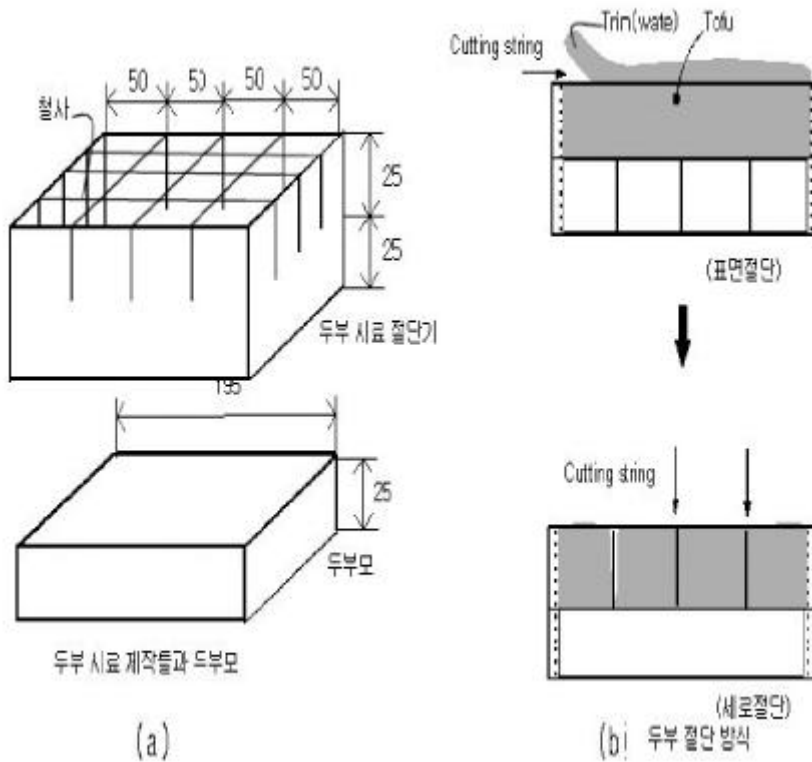 50 50 50 50
철사
25
25
두부 시료 절단기
195
25
두부모
두부 시료 제작틀과 두부모
(a)
Trim(wate)
Tofu
Cutting string
(표면절단)
Cutting string
(세로절단)
(b) 두부 절단 방식